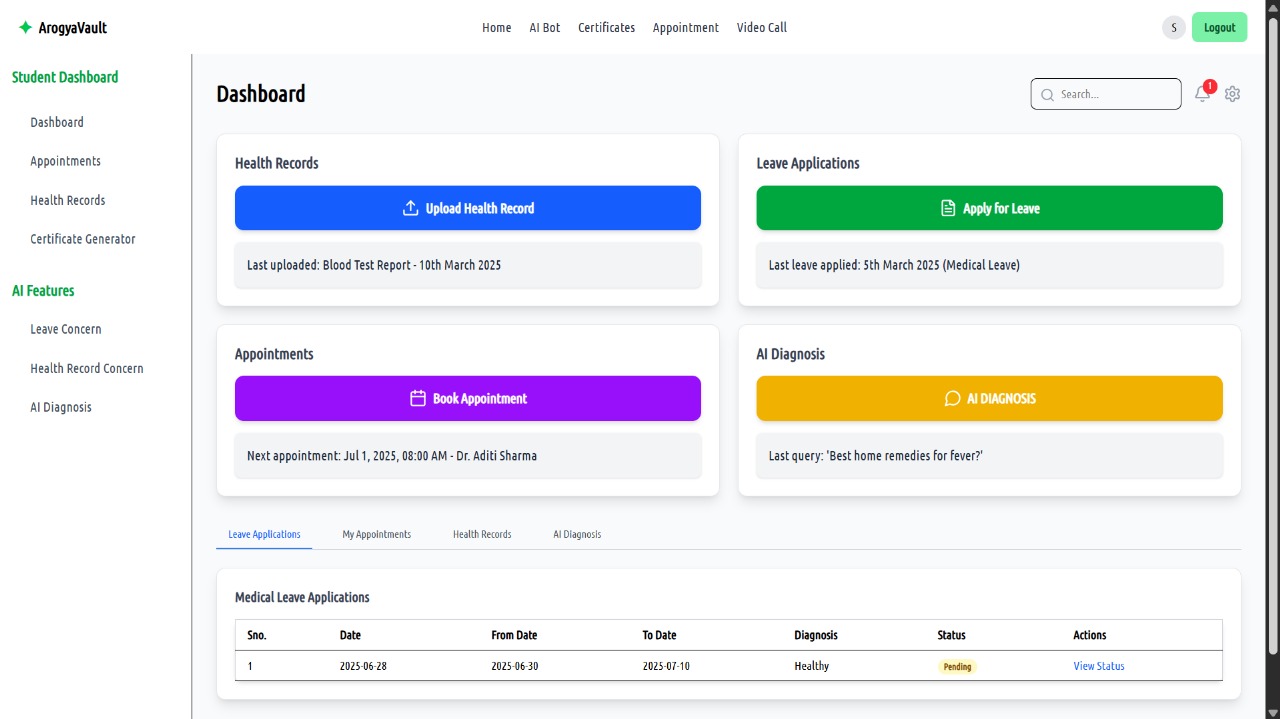 ArogyaVault
Home AI Bot Certificates Appointment Video Call
S Logout
Student Dashboard
Dashboard
Appointments
Health Records
Certificate Generator
AI Features
Leave Concern
Health Record Concern
AI Diagnosis
Dashboard
Search...
1
Health Records
Upload Health Record
Last uploaded: Blood Test Report - 10th March 2025
Leave Applications
Apply for Leave
Last leave applied: 5th March 2025 (Medical Leave)
Appointments
Book Appointment
Next appointment: Jul 1, 2025, 08:00 AM - Dr. Aditi Sharma
AI Diagnosis
AI DIAGNOSIS
Last query: 'Best home remedies for fever?'
Leave Applications My Appointments Health Records AI Diagnosis
Medical Leave Applications
Sno. Date From Date To Date Diagnosis Status Actions
1 2025-06-28 2025-06-30 2025-07-10 Healthy Pending View Status